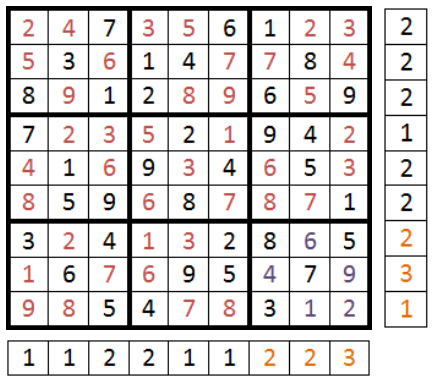 2 4 7 3 5 6 1 2 3 2
5 3 6 1 4 7 7 8 4 2
8 9 1 2 8 9 6 5 9 2
7 2 3 5 2 1 9 4 2 1
4 1 6 9 3 4 6 5 3 2
8 5 9 6 8 7 8 7 1 2
3 2 4 1 3 2 8 6 5 2
1 6 7 6 9 5 4 7 9 3
9 8 5 4 7 8 3 1 2 1
1 1 2 2 1 1 2 2 3